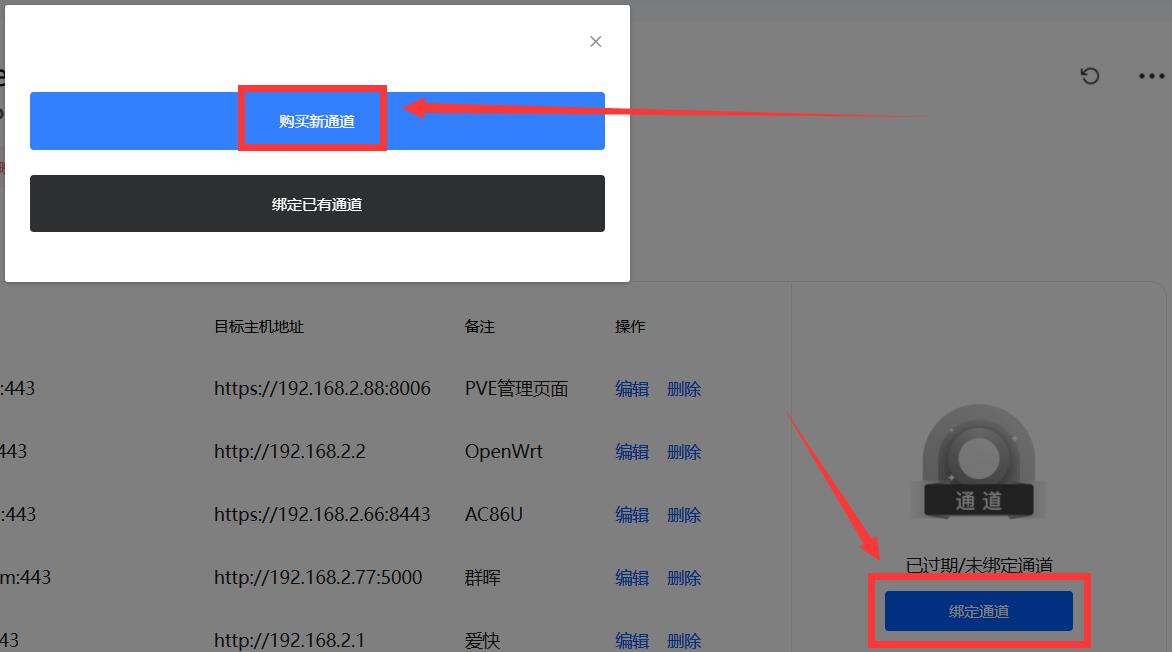 购买新通道
绑定已有通道
目标主机地址 备注 操作
:443 https://192.168.2.88:8006 PVE管理页面 编辑 删除
443 http://192.168.2.2 OpenWrt 编辑 删除
:443 https://192.168.2.66:8443 AC86U 编辑 删除
m:443 http://192.168.2.77:5000 群晖 编辑 删除
43 http://192.168.2.1 爱快 编辑 删除
通道
已过期/未绑定通道
绑定通道